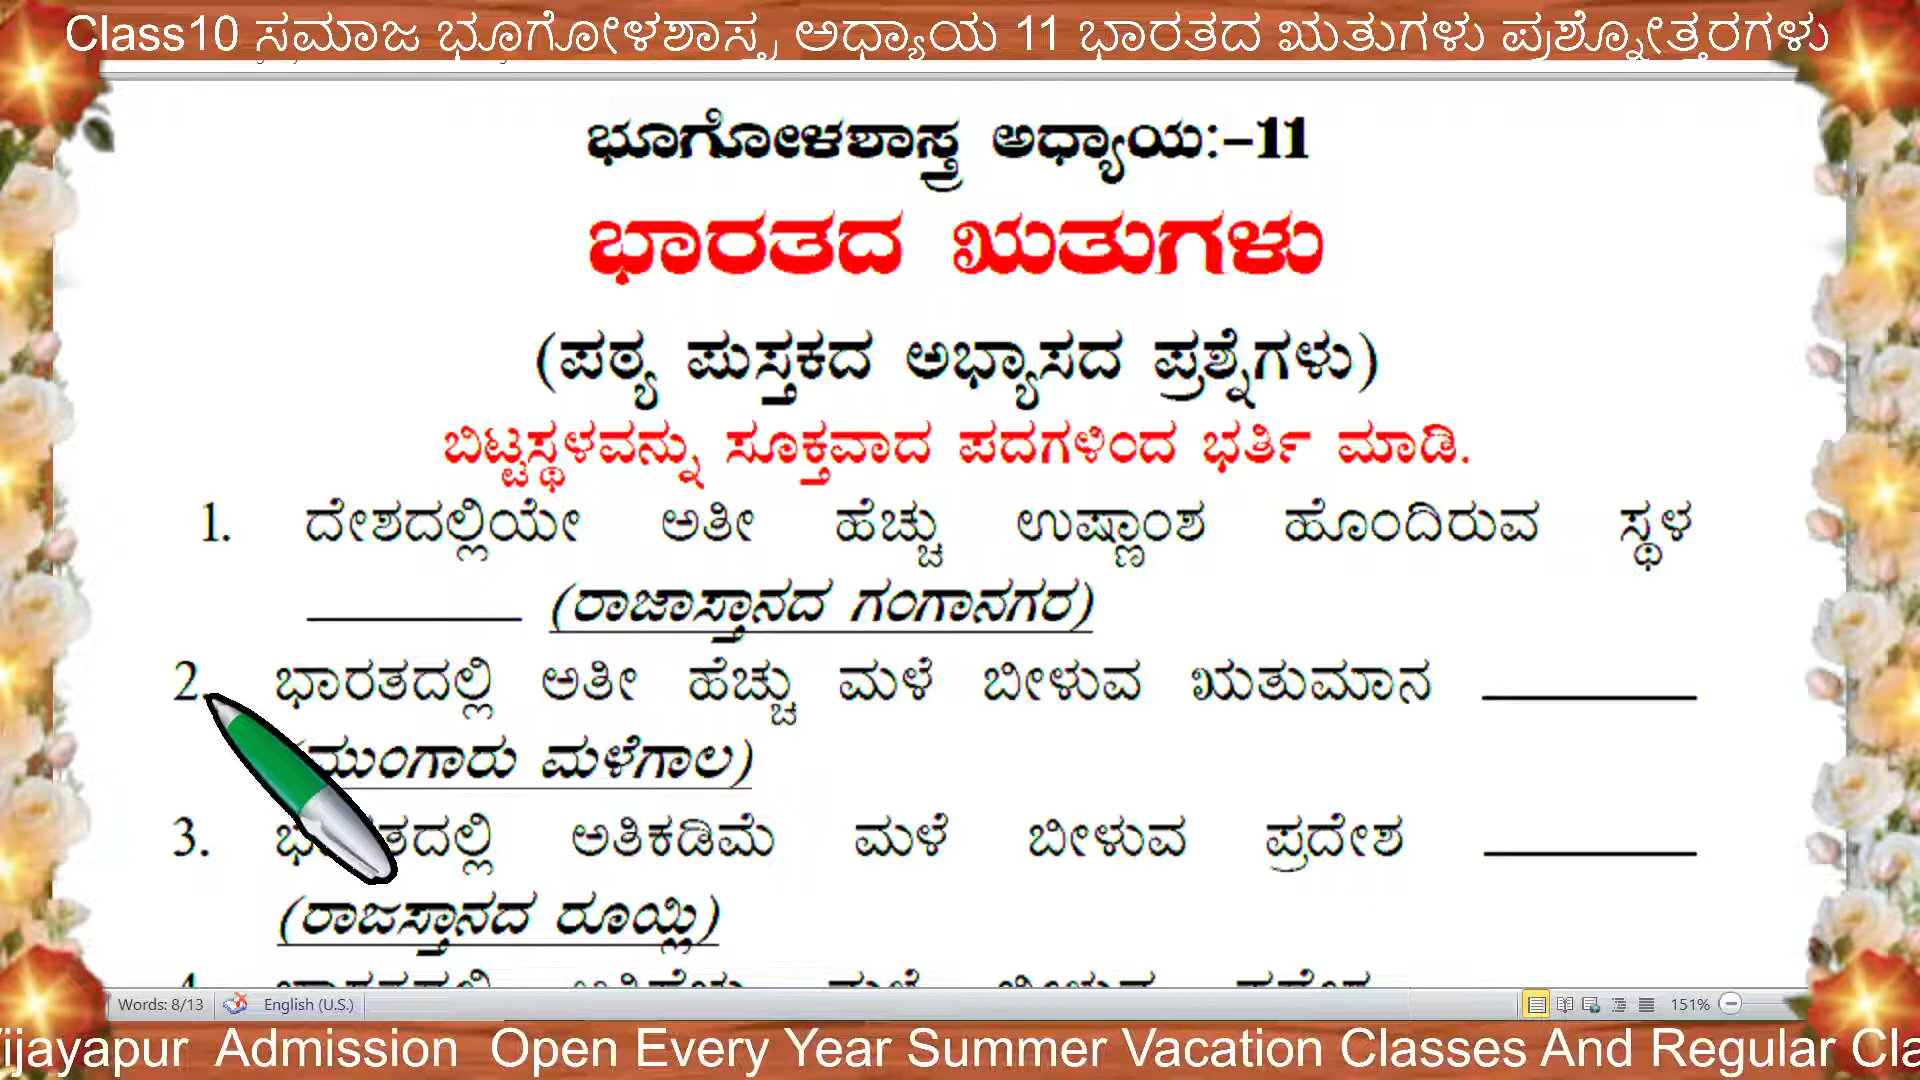 Class10 ಸಮಾಜ ಭೂಗೋಳಶಾಸ್ತ್ರ ಅಧ್ಯಾಯ 11 ಭಾರತದ ಋತುಗಳು ಪ್ರಶ್ನೋತ್ತರಗಳು
ಭೂಗೋಳಶಾಸ್ತ್ರ ಅಧ್ಯಾಯ:-11
ಭಾರತದ ಋತುಗಳು
(ಪಠ್ಯ ಪುಸ್ತಕದ ಅಭ್ಯಾಸದ ಪ್ರಶ್ನೆಗಳು)
ಬಿಟ್ಟಸ್ಥಳವನ್ನು ಸೂಕ್ತವಾದ ಪದಗಳಿಂದ ಭರ್ತಿ ಮಾಡಿ.
1. ದೇಶದಲ್ಲಿಯೇ ಅತೀ ಹೆಚ್ಚು ಉಷ್ಣಾಂಶ ಹೊಂದಿರುವ ಸ್ಥಳ
________ (ರಾಜಾಸ್ತಾನದ ಗಂಗಾನಗರ)
2. ಭಾರತದಲ್ಲಿ ಅತೀ ಹೆಚ್ಚು ಮಳೆ ಬೀಳುವ ಋತುಮಾನ ________
ಮುಂಗಾರು ಮಳೆಗಾಲ)
3. ಅತಿಕಡಿಮೆ ಮಳೆ ಬೀಳುವ ಪ್ರದೇಶ ________
(ರಾಜಸ್ತಾನದ ರೂಯ್ಲಿ)
Words: 8/13 English (U.S.) 151%
Admission Open Every Year Summer Vacation Classes And Regular